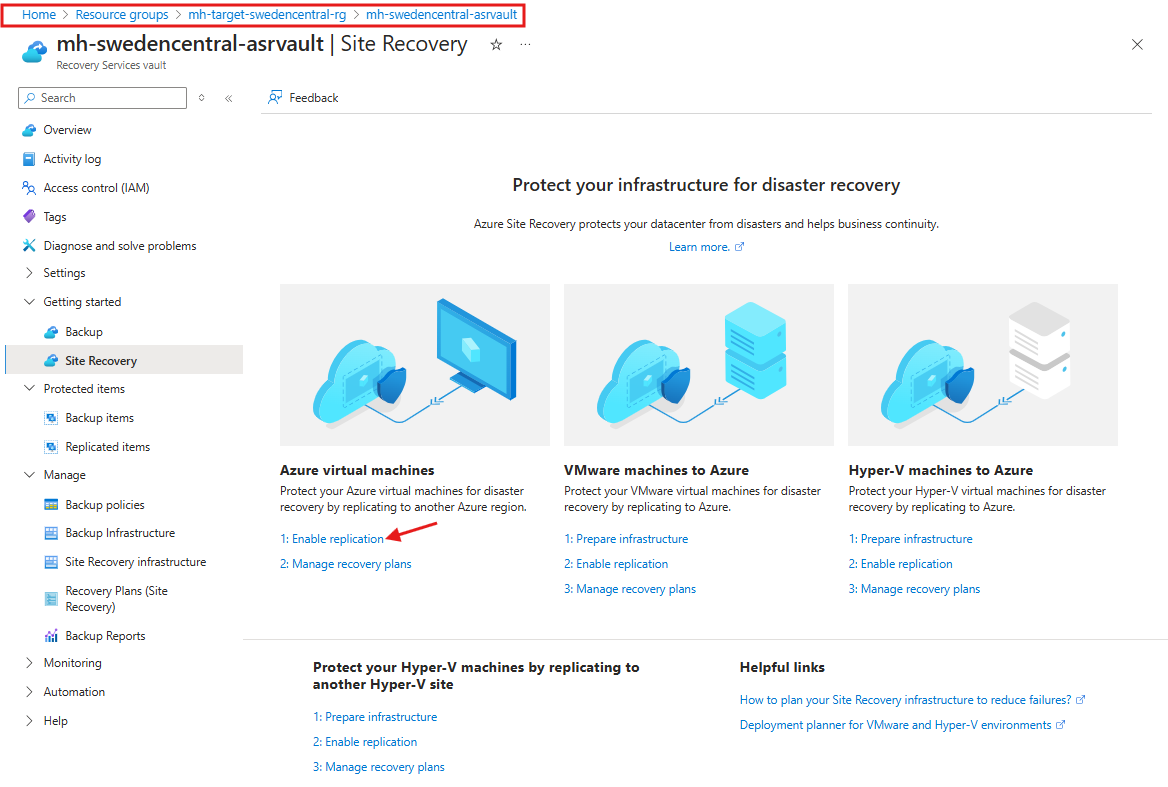 Home > Resource groups > mh-target-swedencentral-rg > mh-swedencentral-asrvault
mh-swedencentral-asrvault | Site Recovery
Recovery Services vault
Search
Feedback
Overview
Activity log
Access control (IAM)
Tags
Diagnose and solve problems
Settings
Getting started
Backup
Site Recovery
Protected items
Backup items
Replicated items
Manage
Backup policies
Backup Infrastructure
Site Recovery infrastructure
Recovery Plans (Site
Recovery)
Backup Reports
Monitoring
Automation
Help
Protect your infrastructure for disaster recovery
Azure Site Recovery protects your datacenter from disasters and helps business continuity.
Learn more.
Azure virtual machines
Protect your Azure virtual machines for disaster
recovery by replicating to another Azure region.
1: Enable replication
2: Manage recovery plans
VMware machines to Azure
Protect your VMware virtual machines for disaster
recovery by replicating to Azure.
1: Prepare infrastructure
2: Enable replication
3: Manage recovery plans
Hyper-V machines to Azure
Protect your Hyper-V virtual machines for disaster
recovery by replicating to Azure.
1: Prepare infrastructure
2: Enable replication
3: Manage recovery plans
Protect your Hyper-V machines by replicating to
another Hyper-V site
1: Prepare infrastructure
2: Enable replication
3: Manage recovery plans
Helpful links
How to plan your Site Recovery infrastructure to reduce failures?
Deployment planner for VMware and Hyper-V environments